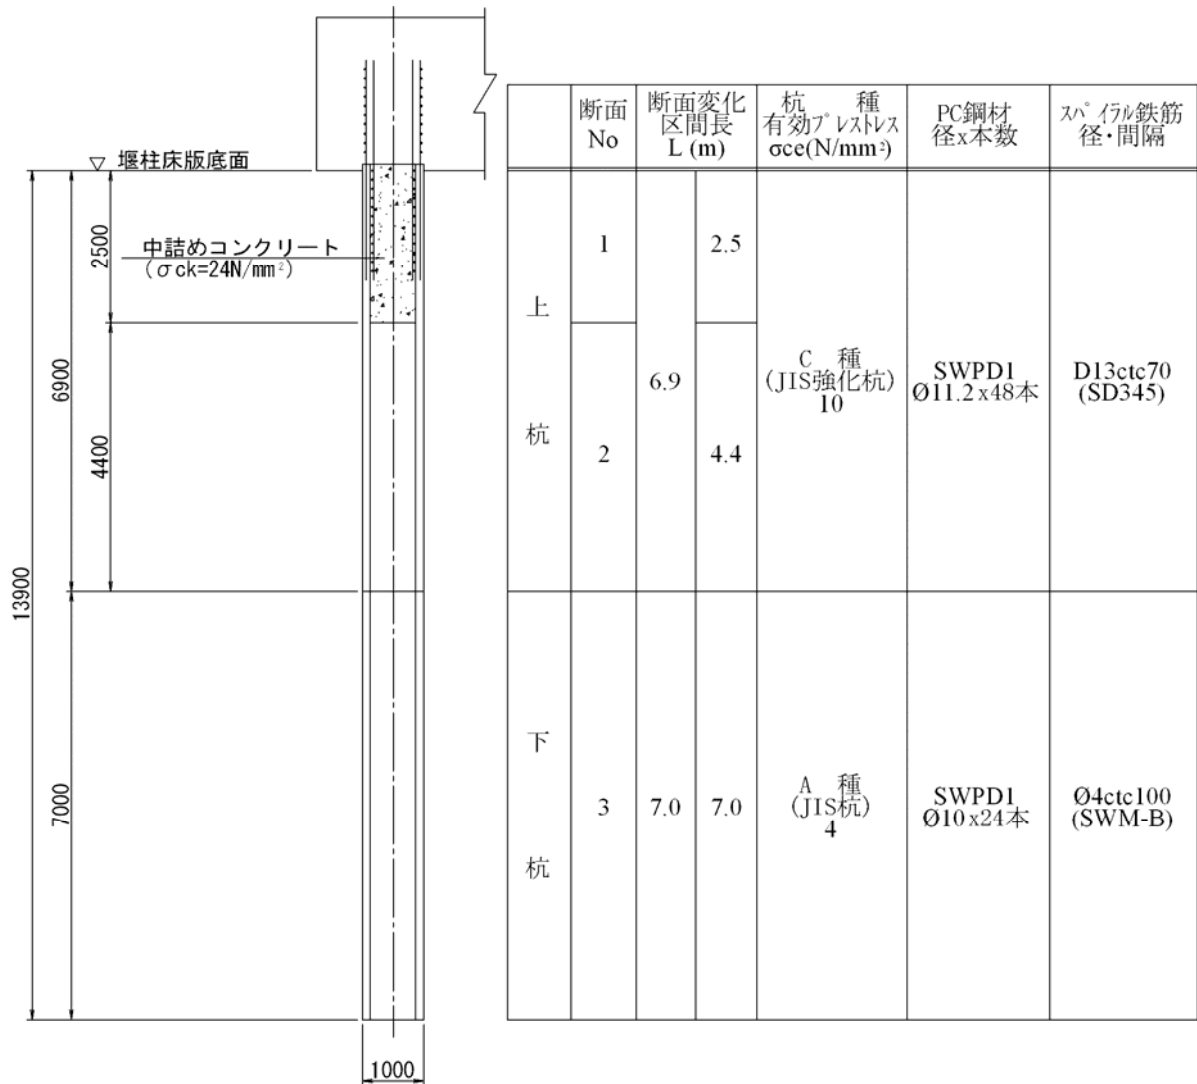 堰柱床版底面
中詰めコンクリート
(σck=24N/mm²)
2500
4400
6900
7000
13900
1000
断面
No
断面変化
区間長
L (m)
杭 種
有効プレストレス
σce(N/mm²)
PC鋼材
径x本数
スパイラル鉄筋
径・間隔
上
杭
1
2
6.9
2.5
4.4
C 種
(JIS強化杭)
10
SWPD1
Ø11.2x48本
D13ctc70
(SD345)
下
杭
3
7.0
7.0
A 種
(JIS杭)
4
SWPD1
Ø10x24本
Ø4ctc100
(SWM-B)